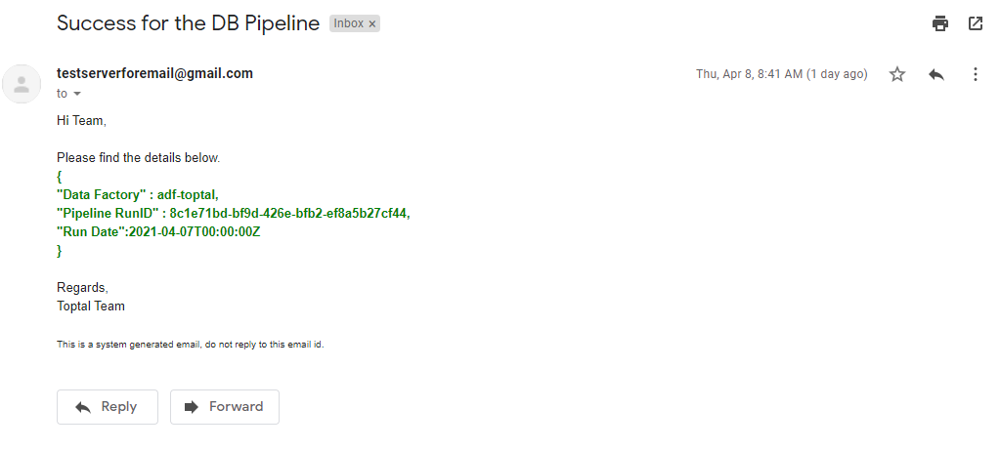 Success for the DB Pipeline Inbox ×
testserverforemail@gmail.com Thu, Apr 8, 8:41 AM (1 day ago)
to
Hi Team,
Please find the details below.
{
"Data Factory" : adf-toptal,
"Pipeline RunID" : 8c1e71bd-bf9d-426e-bfb2-ef8a5b27cf44,
"Run Date":2021-04-07T00:00:00Z
}
Regards,
Toptal Team
This is a system generated email, do not reply to this email id.
Reply Forward